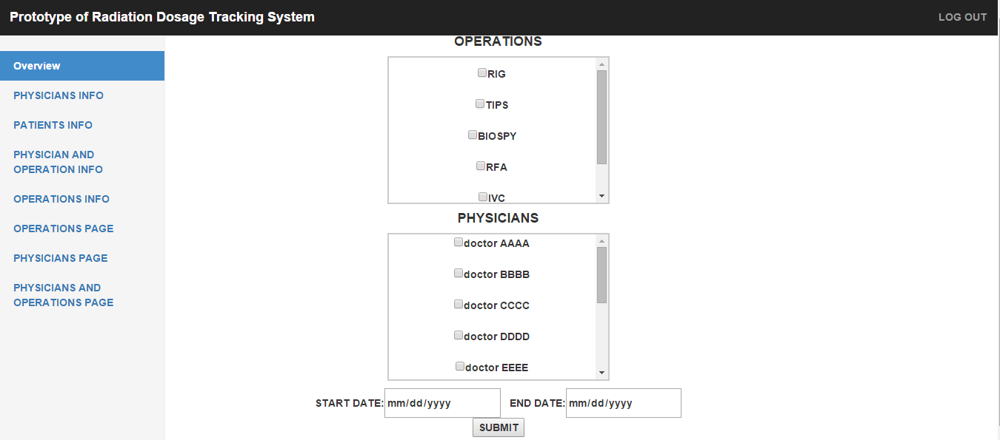 Prototype of Radiation Dosage Tracking System
LOG OUT
Overview
PHYSICIANS INFO
PATIENTS INFO
PHYSICIAN AND
OPERATION INFO
OPERATIONS INFO
OPERATIONS PAGE
PHYSICIANS PAGE
PHYSICIANS AND
OPERATIONS PAGE
OPERATIONS
RIG
TIPS
BIOSPY
RFA
IVC
PHYSICIANS
doctor AAAA
doctor BBBB
doctor CCCC
doctor DDDD
doctor EEEE
START DATE: mm/dd/yyyy END DATE: mm/dd/yyyy
SUBMIT